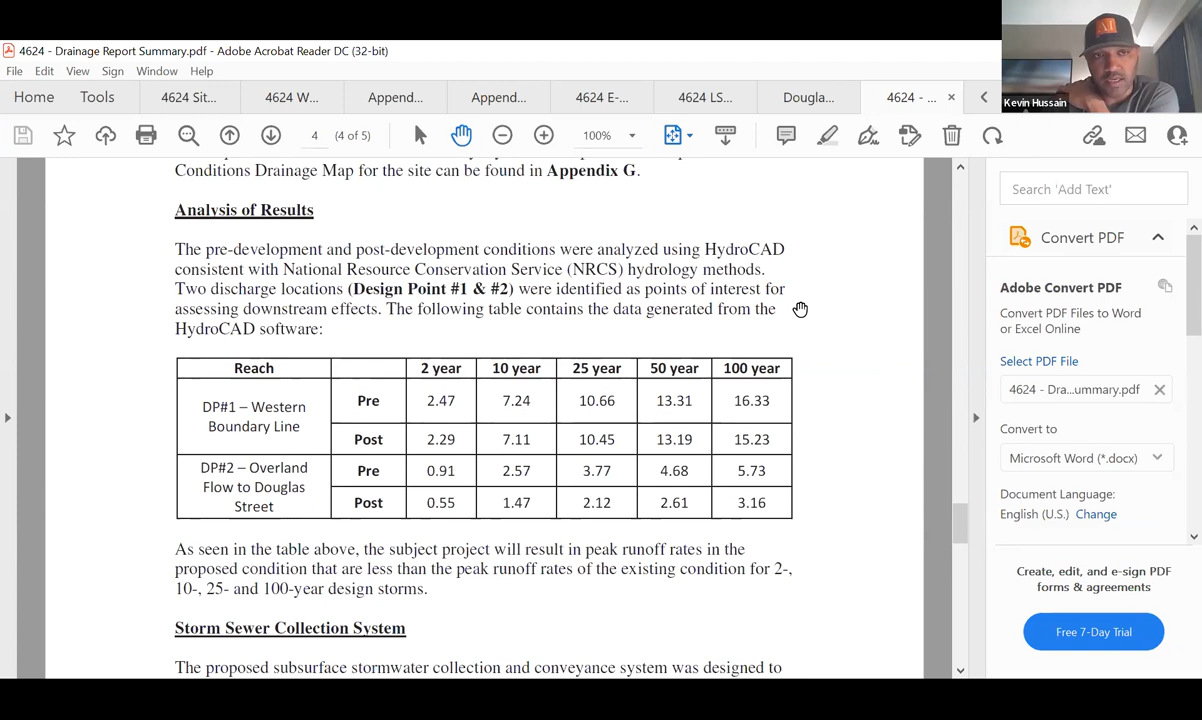 4624 - Drainage Report Summary.pdf - Adobe Acrobat Reader DC (32-bit)
File Edit View Sign Window Help
Home Tools 4624 Sit... 4624 W... Appen... Appen... 4624 E-... 4624 LS... Dougla... 4624 - ...
4 (4 of 5) 100%
Kevin Hussain
Conditions Drainage Map for the site can be found in Appendix G.
Analysis of Results
The pre-development and post-development conditions were analyzed using HydroCAD
consistent with National Resource Conservation Service (NRCS) hydrology methods.
Two discharge locations (Design Point #1 & #2) were identified as points of interest for
assessing downstream effects. The following table contains the data generated from the
HydroCAD software:
Reach 2 year 10 year 25 year 50 year 100 year
DP#1 – Western
Boundary Line
Pre 2.47 7.24 10.66 13.31 16.33
Post 2.29 7.11 10.45 13.19 15.23
DP#2 – Overland
Flow to Douglas
Street
Pre 0.91 2.57 3.77 4.68 5.73
Post 0.55 1.47 2.12 2.61 3.16
As seen in the table above, the subject project will result in peak runoff rates in the
proposed condition that are less than the peak runoff rates of the existing condition for 2-,
10-, 25- and 100-year design storms.
Storm Sewer Collection System
The proposed subsurface stormwater collection and conveyance system was designed to
Search 'Add Text'
Convert PDF
Adobe Convert PDF
Convert PDF Files to Word
or Excel Online
Select PDF File
4624 - Dra...ummary.pdf
Convert to
Microsoft Word (*.docx)
Document Language:
English (U.S.) Change
Create, edit, and e-sign PDF
forms & agreements
Free 7-Day Trial